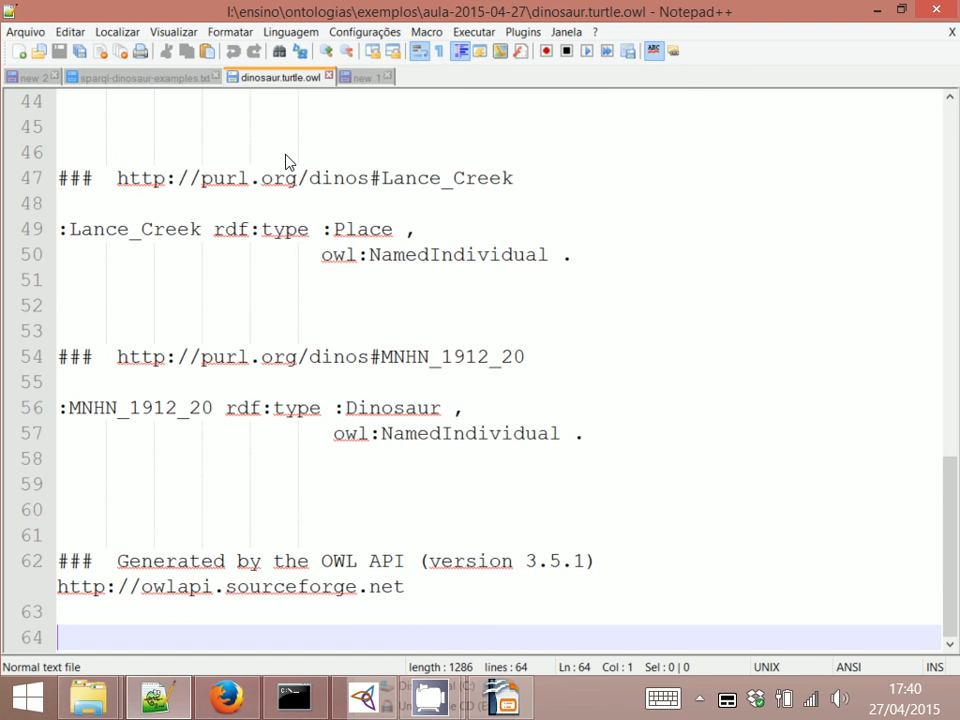 I:\ensino\ontologias\exemplos\aula-2015-04-27\dinosaur.turtle.owl - Notepad++
Arquivo Editar Localizar Visualizar Formatar Linguagem Configurações Macro Executar Plugins Janela ? X
new 2 sparql-dinosaur-examples.txt dinosaur.turtle.owl new 1
44
45
46
47 ### http://purl.org/dinos#Lance_Creek
48
49 :Lance_Creek rdf:type :Place ,
50 owl:NamedIndividual .
51
52
53
54 ### http://purl.org/dinos#MNHN_1912_20
55
56 :MNHN_1912_20 rdf:type :Dinosaur ,
57 owl:NamedIndividual .
58
59
60
61
62 ### Generated by the OWL API (version 3.5.1)
http://owlapi.sourceforge.net
63
64
Normal text file length : 1286 lines : 64 Ln : 64 Col : 1 Sel : 0 | 0 UNIX ANSI INS
17:40
27/04/2015